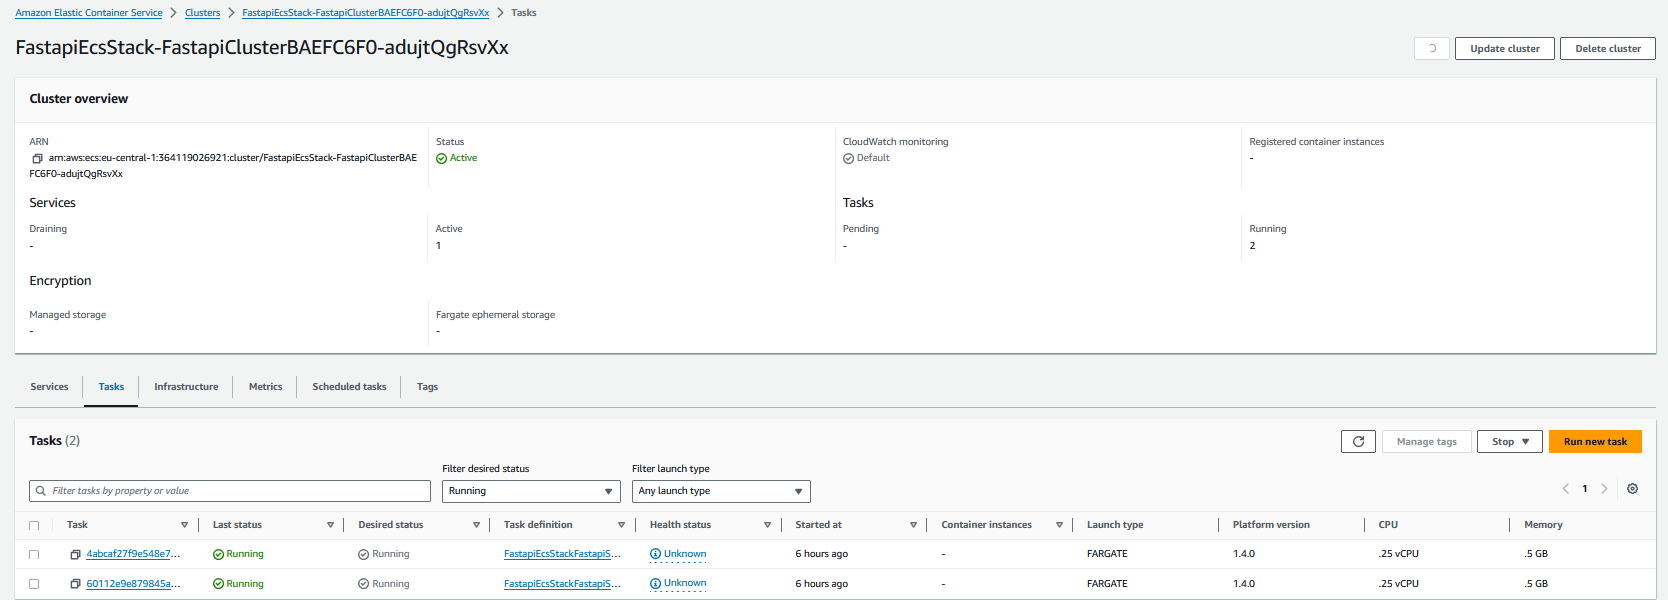 Amazon Elastic Container Service > Clusters > FastapiEcsStack-FastapiClusterBAEFC6F0-adujtQgRsvXx > Tasks
FastapiEcsStack-FastapiClusterBAEFC6F0-adujtQgRsvXx
Update cluster
Delete cluster
Cluster overview
ARN
arn:aws:ecs:eu-central-1:364119026921:cluster/FastapiEcsStack-FastapiClusterBAE
FC6F0-adujtQgRsvXx
Status
Active
CloudWatch monitoring
Default
Registered container instances
-
Services
Tasks
Draining
-
Active
1
Pending
-
Running
2
Encryption
Managed storage
-
Fargate ephemeral storage
-
Services Tasks Infrastructure Metrics Scheduled tasks Tags
Tasks (2)
Manage tags
Stop
Run new task
Filter desired status
Filter launch type
Filter tasks by property or value
Running
Any launch type
1
Task Last status Desired status Task definition Health status Started at Container instances Launch type Platform version CPU Memory
4abcaf27f9e548e7... Running Running FastapiEcsStackFastapiS... Unknown 6 hours ago - FARGATE 1.4.0 .25 vCPU .5 GB
60112e9e879845a... Running Running FastapiEcsStackFastapiS... Unknown 6 hours ago - FARGATE 1.4.0 .25 vCPU .5 GB